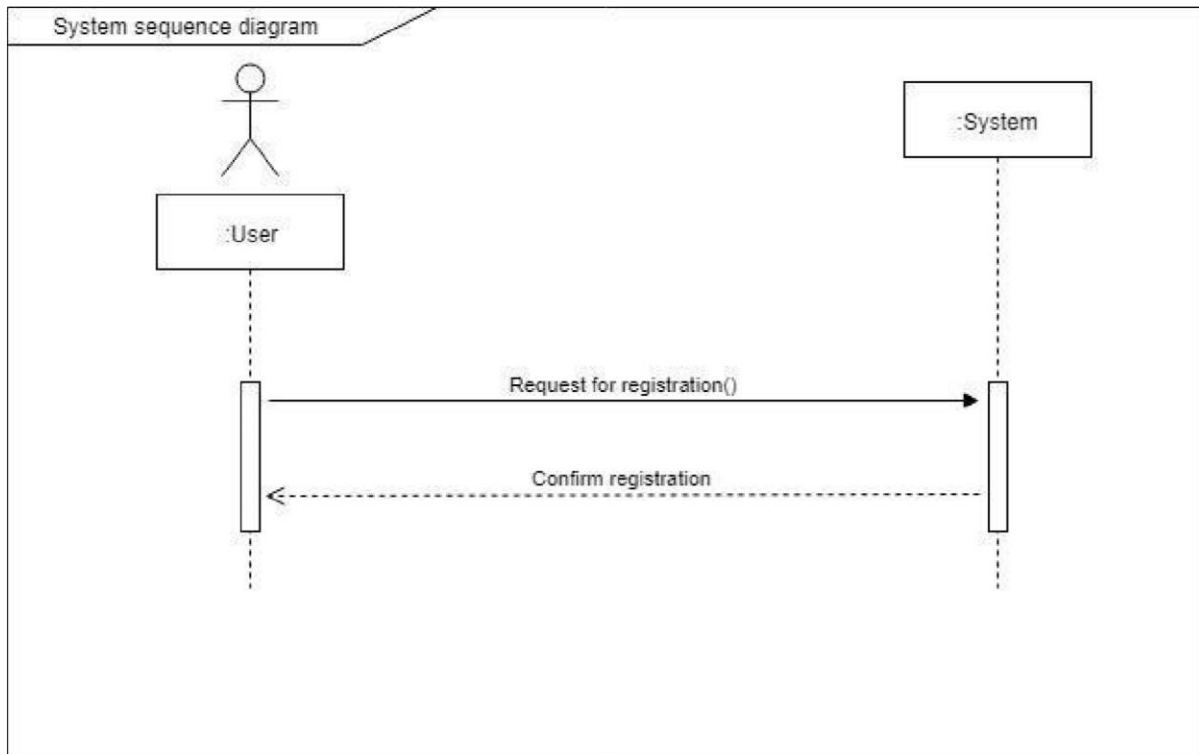 System sequence diagram
:System
:User
Request for registration()
Confirm registration